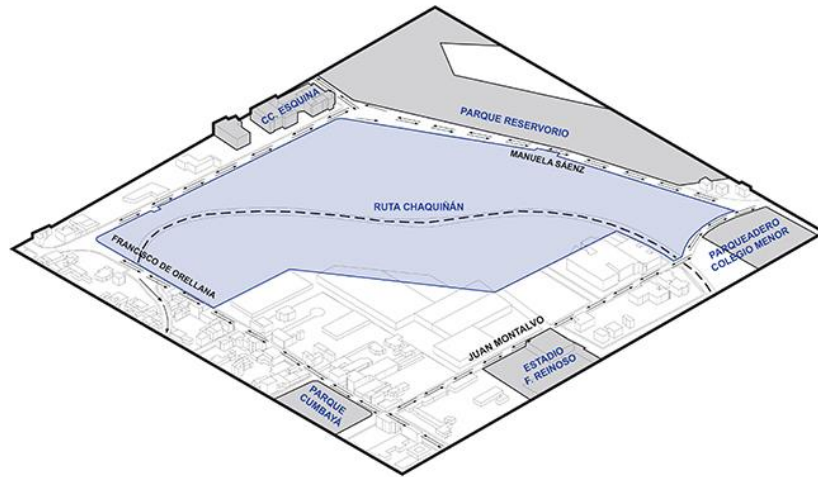 CC. ESQUINA
PARQUE RESERVORIO
MANUELA SÁENZ
RUTA CHAQUIÑÁN
FRANCISCO DE ORELLANA
PARQUEADERO
COLEGIO MENOR
JUAN MONTALVO
ESTADIO
F. REINOSO
PARQUE
CUMBAYÁ